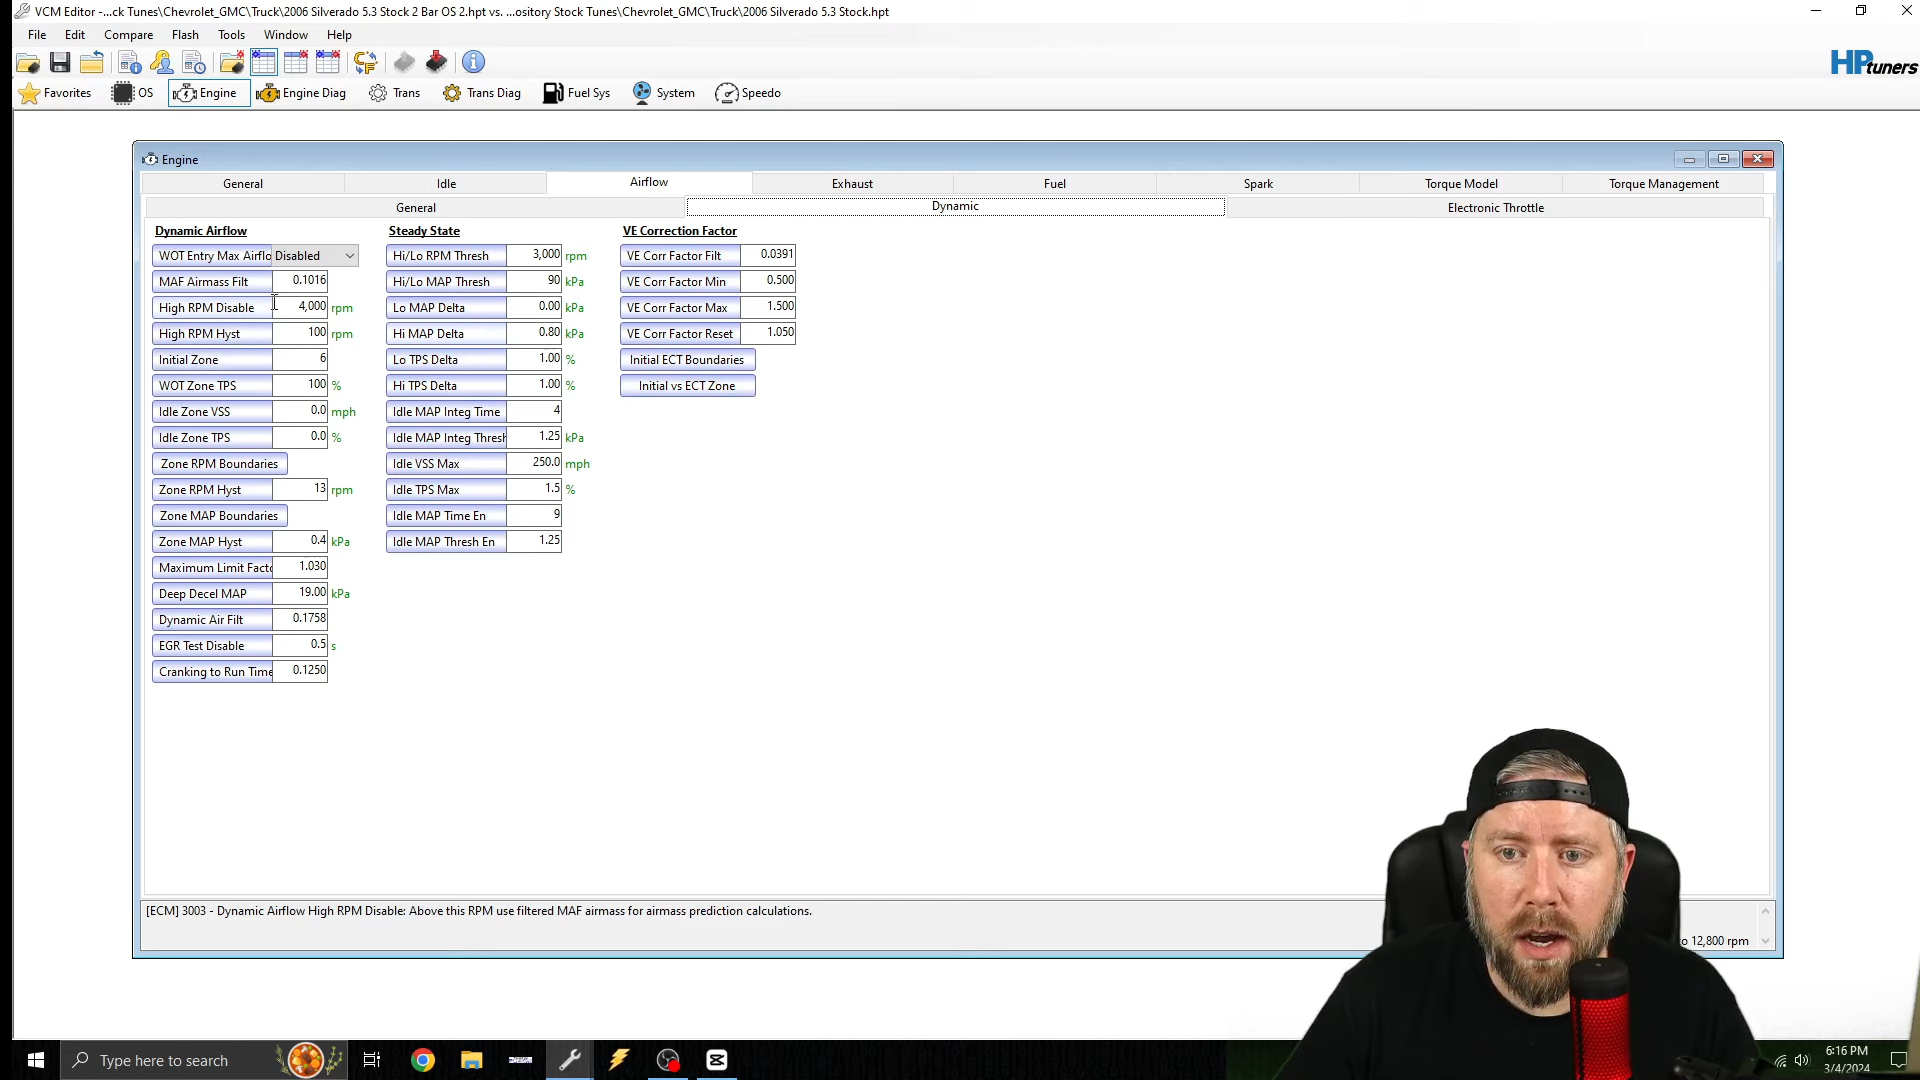 VCM Editor -...ck Tunes\Chevrolet_GMC\Truck\2006 Silverado 5.3 Stock 2 Bar OS 2.hpt vs. ...ository Stock Tunes\Chevrolet_GMC\Truck\2006 Silverado 5.3 Stock.hpt
File Edit Compare Flash Tools Window Help
HPtuners
Favorites OS Engine Engine Diag Trans Trans Diag Fuel Sys System Speedo
Engine
General Idle Airflow Exhaust Fuel Spark Torque Model Torque Management
General Dynamic Electronic Throttle
Dynamic Airflow Steady State VE Correction Factor
WOT Entry Max Airflo Disabled Hi/Lo RPM Thresh 3,000 rpm VE Corr Factor Filt 0.0391
MAF Airmass Filt 0.1016 Hi/Lo MAP Thresh 90 kPa VE Corr Factor Min 0.500
High RPM Disable 4,000 rpm Lo MAP Delta 0.00 kPa VE Corr Factor Max 1.500
High RPM Hyst 100 rpm Hi MAP Delta 0.80 kPa VE Corr Factor Reset 1.050
Initial Zone 6 Lo TPS Delta 1.00 % Initial ECT Boundaries
WOT Zone TPS 100 % Hi TPS Delta 1.00 % Initial vs ECT Zone
Idle Zone VSS 0.0 mph Idle MAP Integ Time 4
Idle Zone TPS 0.0 % Idle MAP Integ Thresh 1.25 kPa
Zone RPM Boundaries Idle VSS Max 250.0 mph
Zone RPM Hyst 13 rpm Idle TPS Max 1.5 %
Zone MAP Boundaries Idle MAP Time En 9
Zone MAP Hyst 0.4 kPa Idle MAP Thresh En 1.25
Maximum Limit Facto 1.030
Deep Decel MAP 19.00 kPa
Dynamic Air Filt 0.1758
EGR Test Disable 0.5 s
Cranking to Run Time 0.1250
[ECM] 3003 - Dynamic Airflow High RPM Disable: Above this RPM use filtered MAF airmass for airmass prediction calculations.
to 12,800 rpm
Type here to search
6:16 PM
3/4/2024